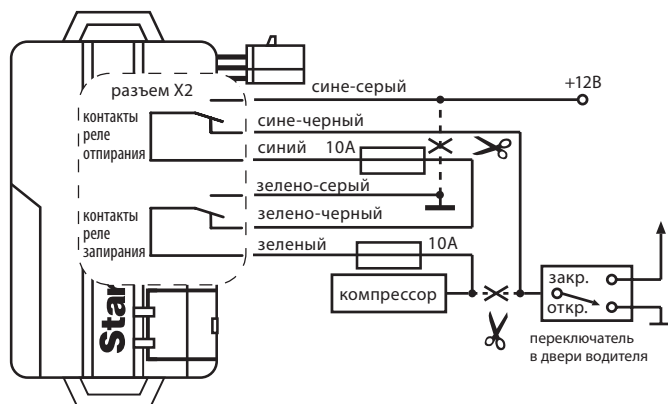 разъем X2
сине-серый
+12В
контакты
реле
отпирания
сине-черный
синий 10А
зелено-серый
контакты
реле
запирания
зелено-черный
зеленый 10А
компрессор
закр.
откр.
переключатель
в двери водителя
Star